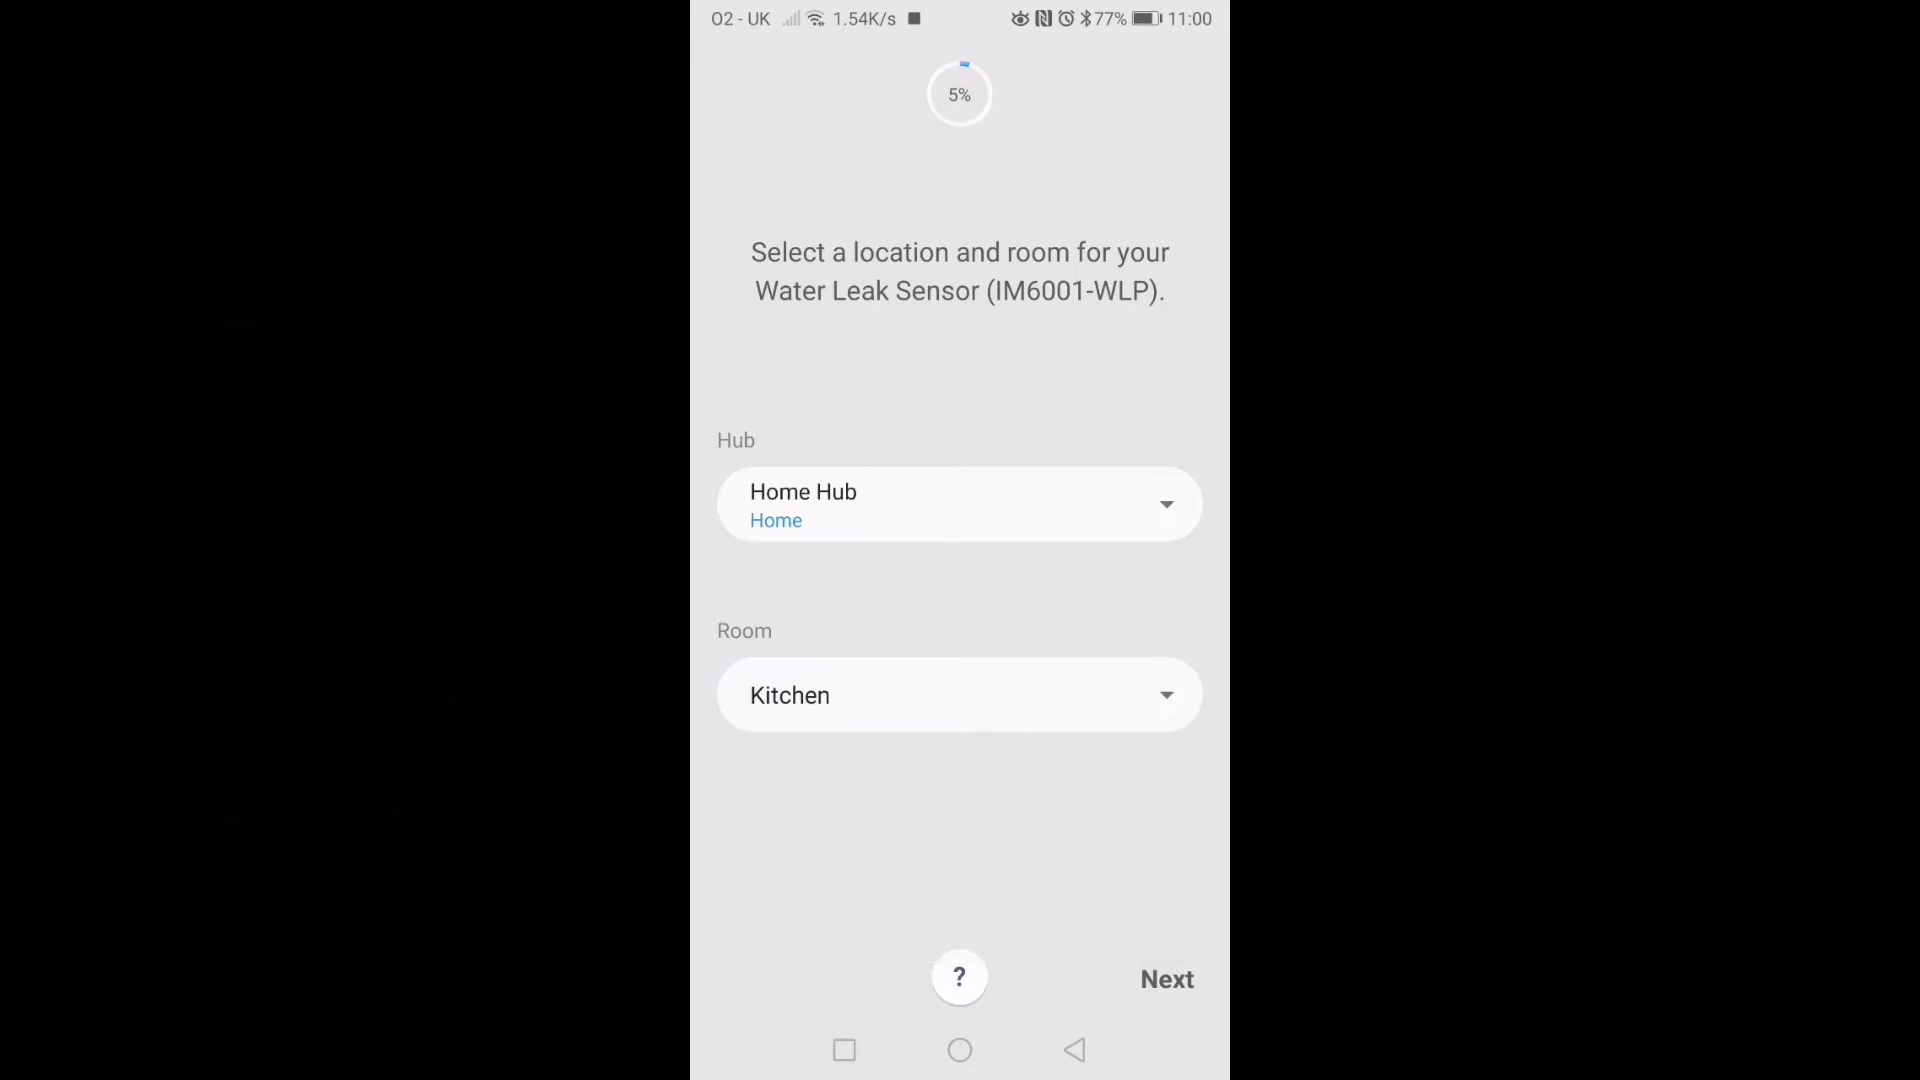 O2 - UK 1.54K/s 77% 11:00
5%
Select a location and room for your
Water Leak Sensor (IM6001-WLP).
Hub
Home Hub
Home
Room
Kitchen
?
Next